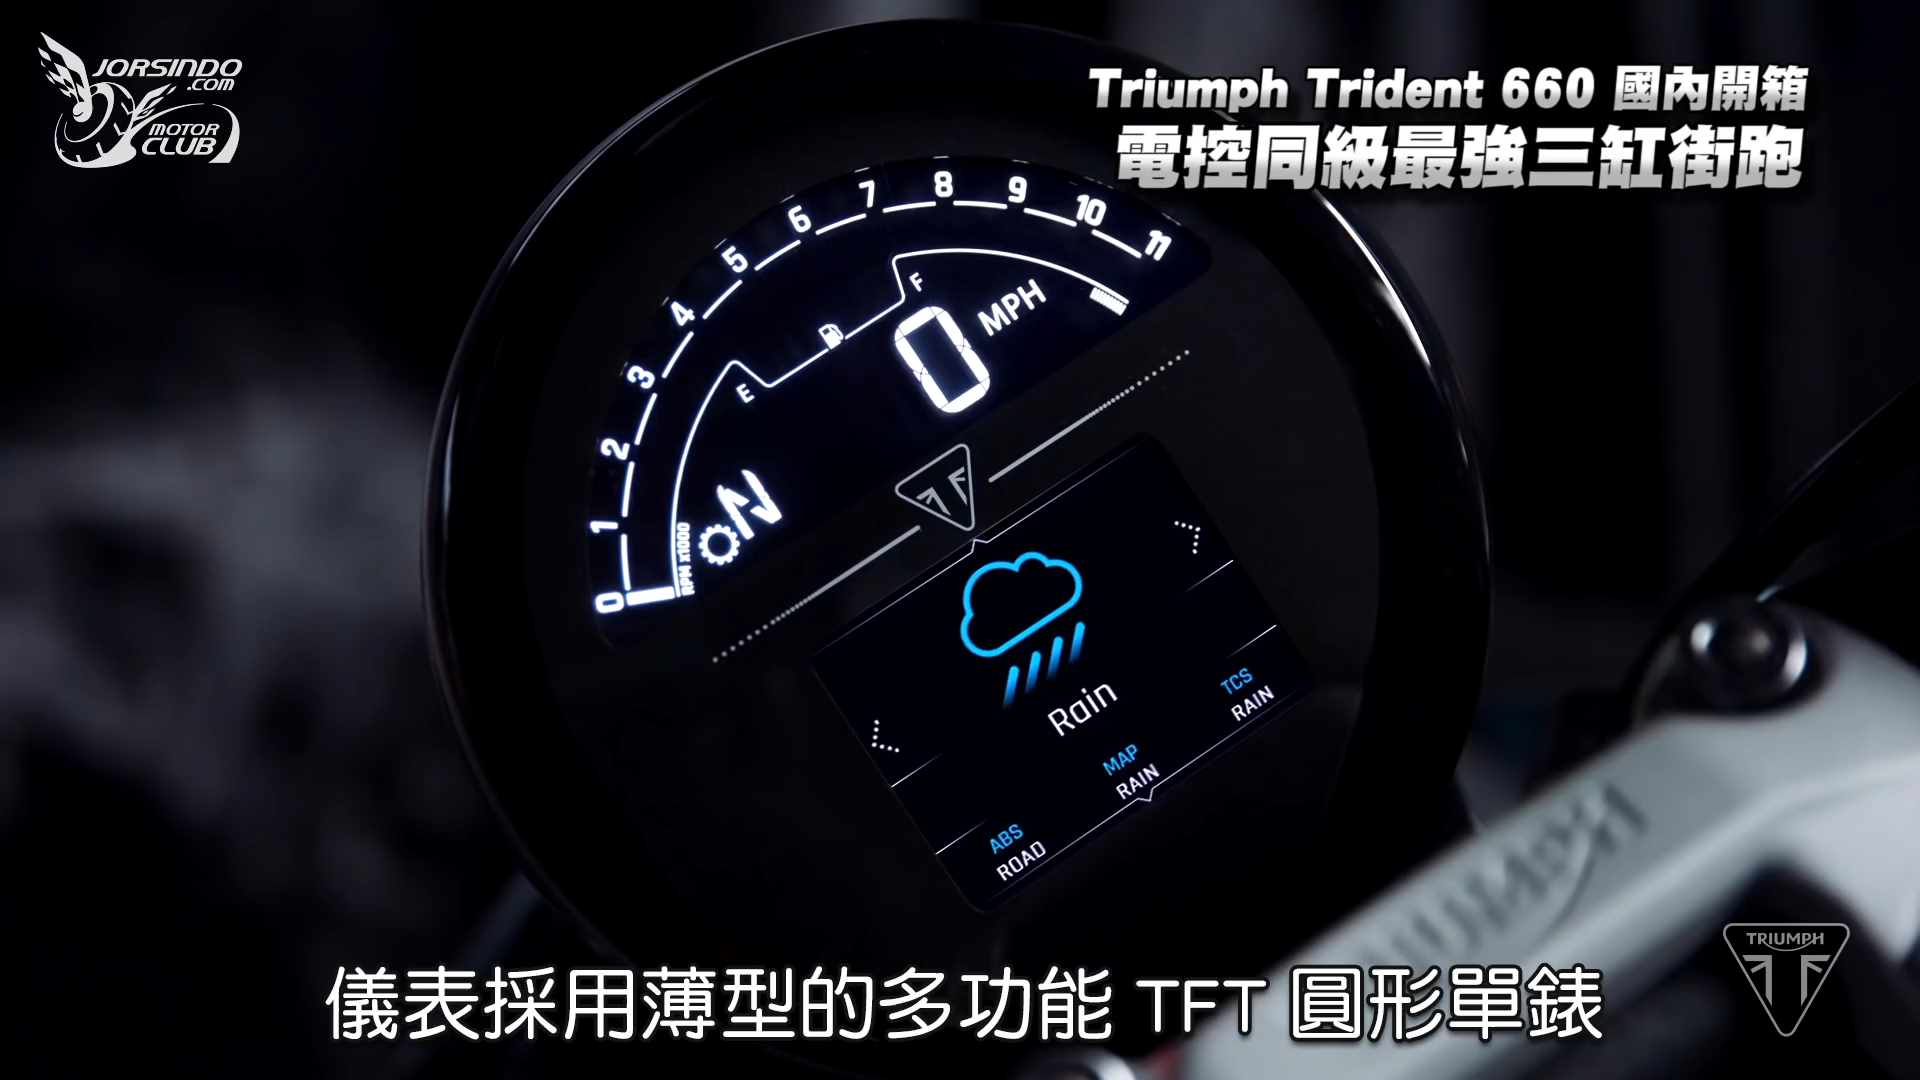 JORSINDO
.COM
MOTOR
CLUB
Triumph Trident 660 國內開箱
電控同級最強三缸街跑
0 1 2 3 4 5 6 7 8 9 10 11
RPM x1000
E
F
0 MPH
N
Rain
ABS
ROAD
MAP
RAIN
TCS
RAIN
TRIUMPH
儀表採用薄型的多功能 TFT 圓形單錶
TRIUMPH